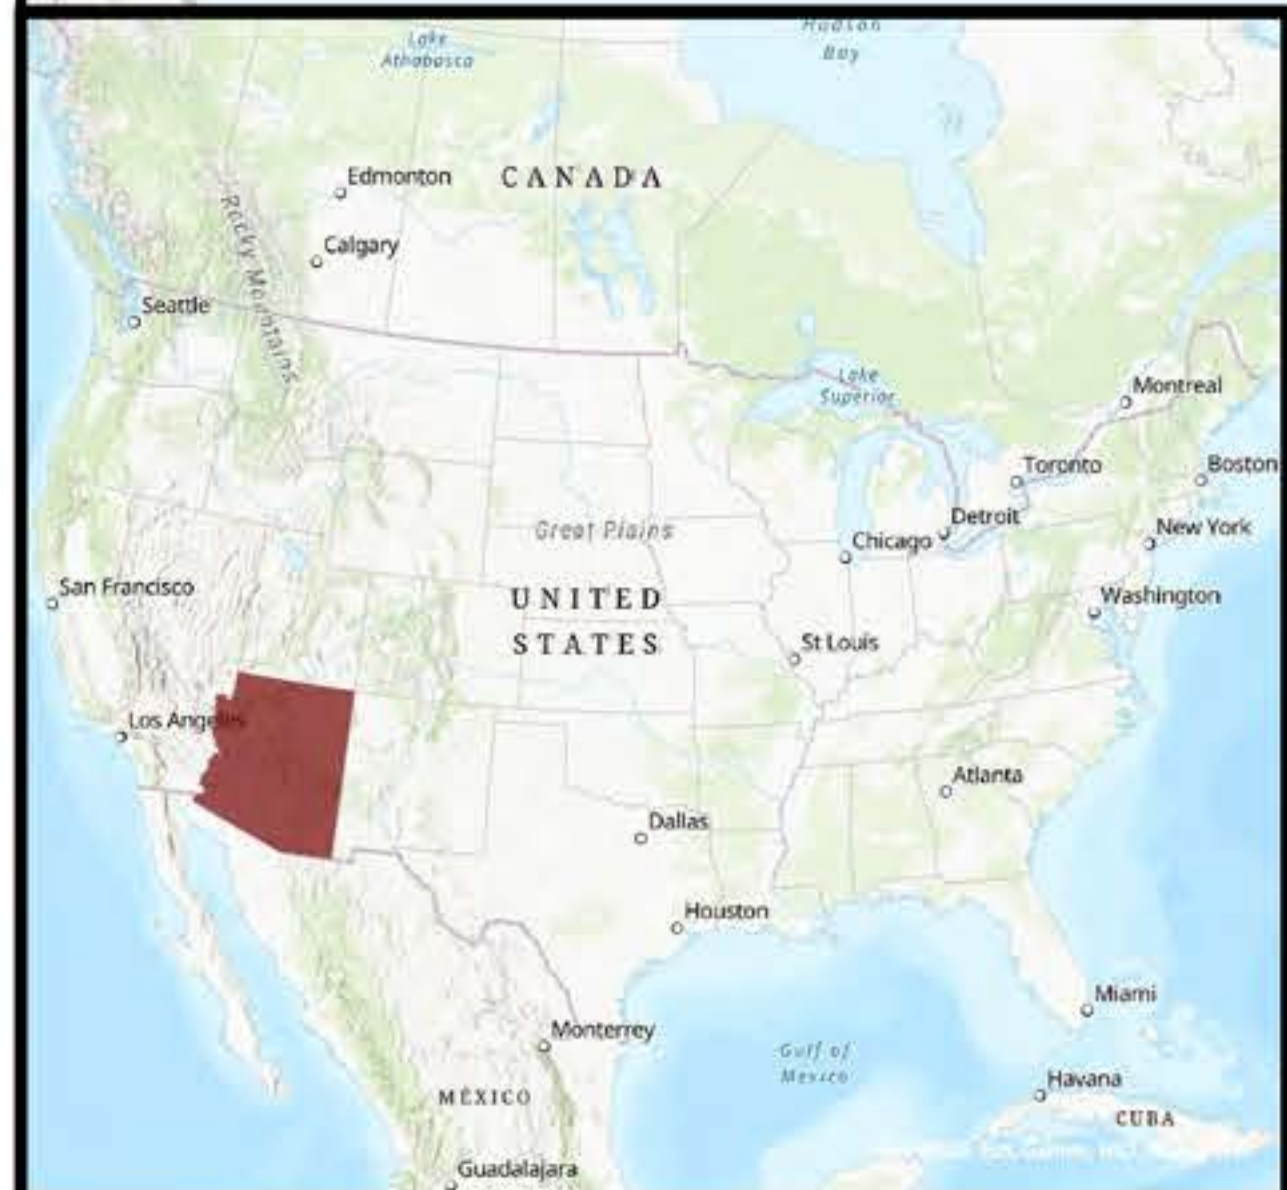 Hudson
Bay
Lake
Athabasca
Edmonton
CANADA
Rocky Mountains
Calgary
Seattle
Lake
Superior
Montreal
Toronto
Boston
Detroit
New York
Great Plains
Chicago
San Francisco
UNITED
STATES
Washington
St Louis
Los Angeles
Atlanta
Dallas
Houston
Miami
Monterrey
Gulf of
Mexico
Havana
MÉXICO
CUBA
Guadalajara